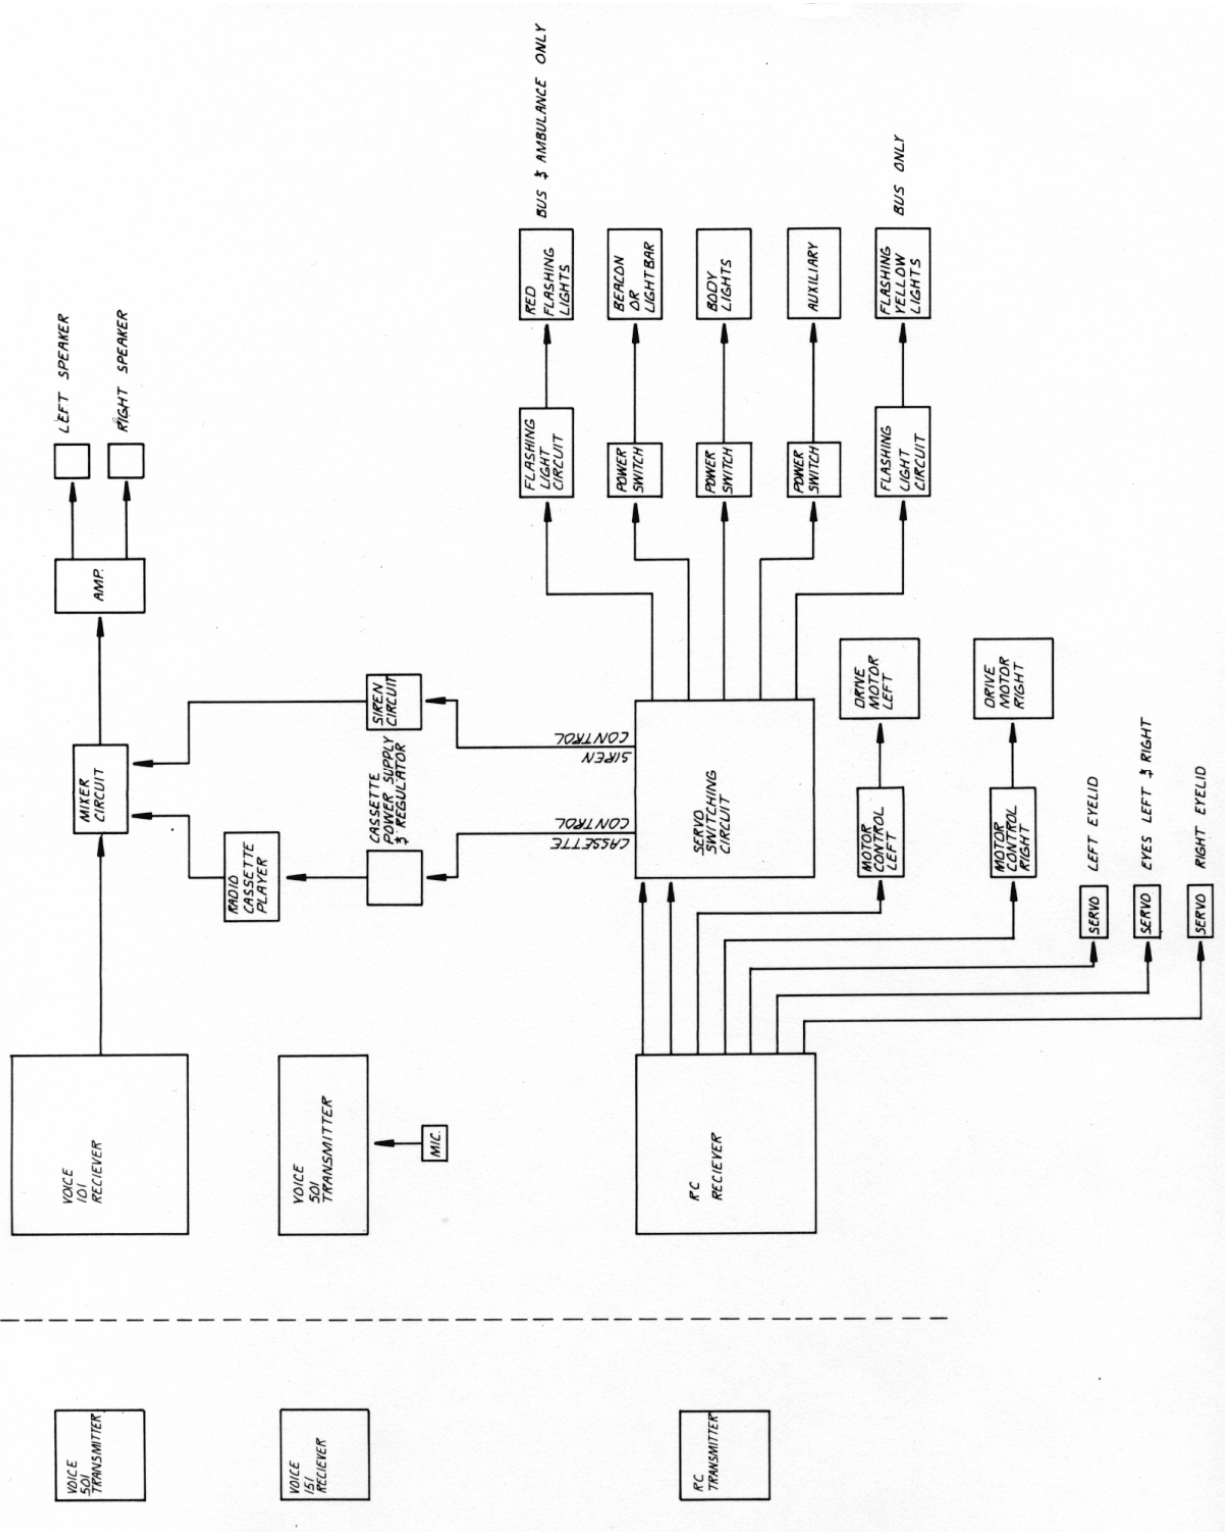 VOICE
501
TRANSMITTER
VOICE
151
RECIEVER
RC
TRANSMITTER
VOICE
101
RECIEVER
VOICE
501
TRANSMITTER
MIC.
RC
RECIEVER
MIXER
CIRCUIT
RADIO
CASSETTE
PLAYER
CASSETTE
POWER SUPPLY
& REGULATOR
SIREN
CIRCUIT
CASSETTE
CONTROL
SIREN
CONTROL
SERVO
SWITCHING
CIRCUIT
MOTOR
CONTROL
LEFT
MOTOR
CONTROL
RIGHT
SERVO
LEFT EYELID
SERVO
EYES LEFT & RIGHT
SERVO
RIGHT EYELID
DRIVE
MOTOR
LEFT
DRIVE
MOTOR
RIGHT
AMP.
LEFT SPEAKER
RIGHT SPEAKER
FLASHING
LIGHT
CIRCUIT
POWER
SWITCH
POWER
SWITCH
POWER
SWITCH
FLASHING
LIGHT
CIRCUIT
RED
FLASHING
LIGHTS
BUS & AMBULANCE ONLY
BEACON
OR
LIGHTBAR
BODY
LIGHTS
AUXILIARY
FLASHING
YELLOW
LIGHTS
BUS ONLY